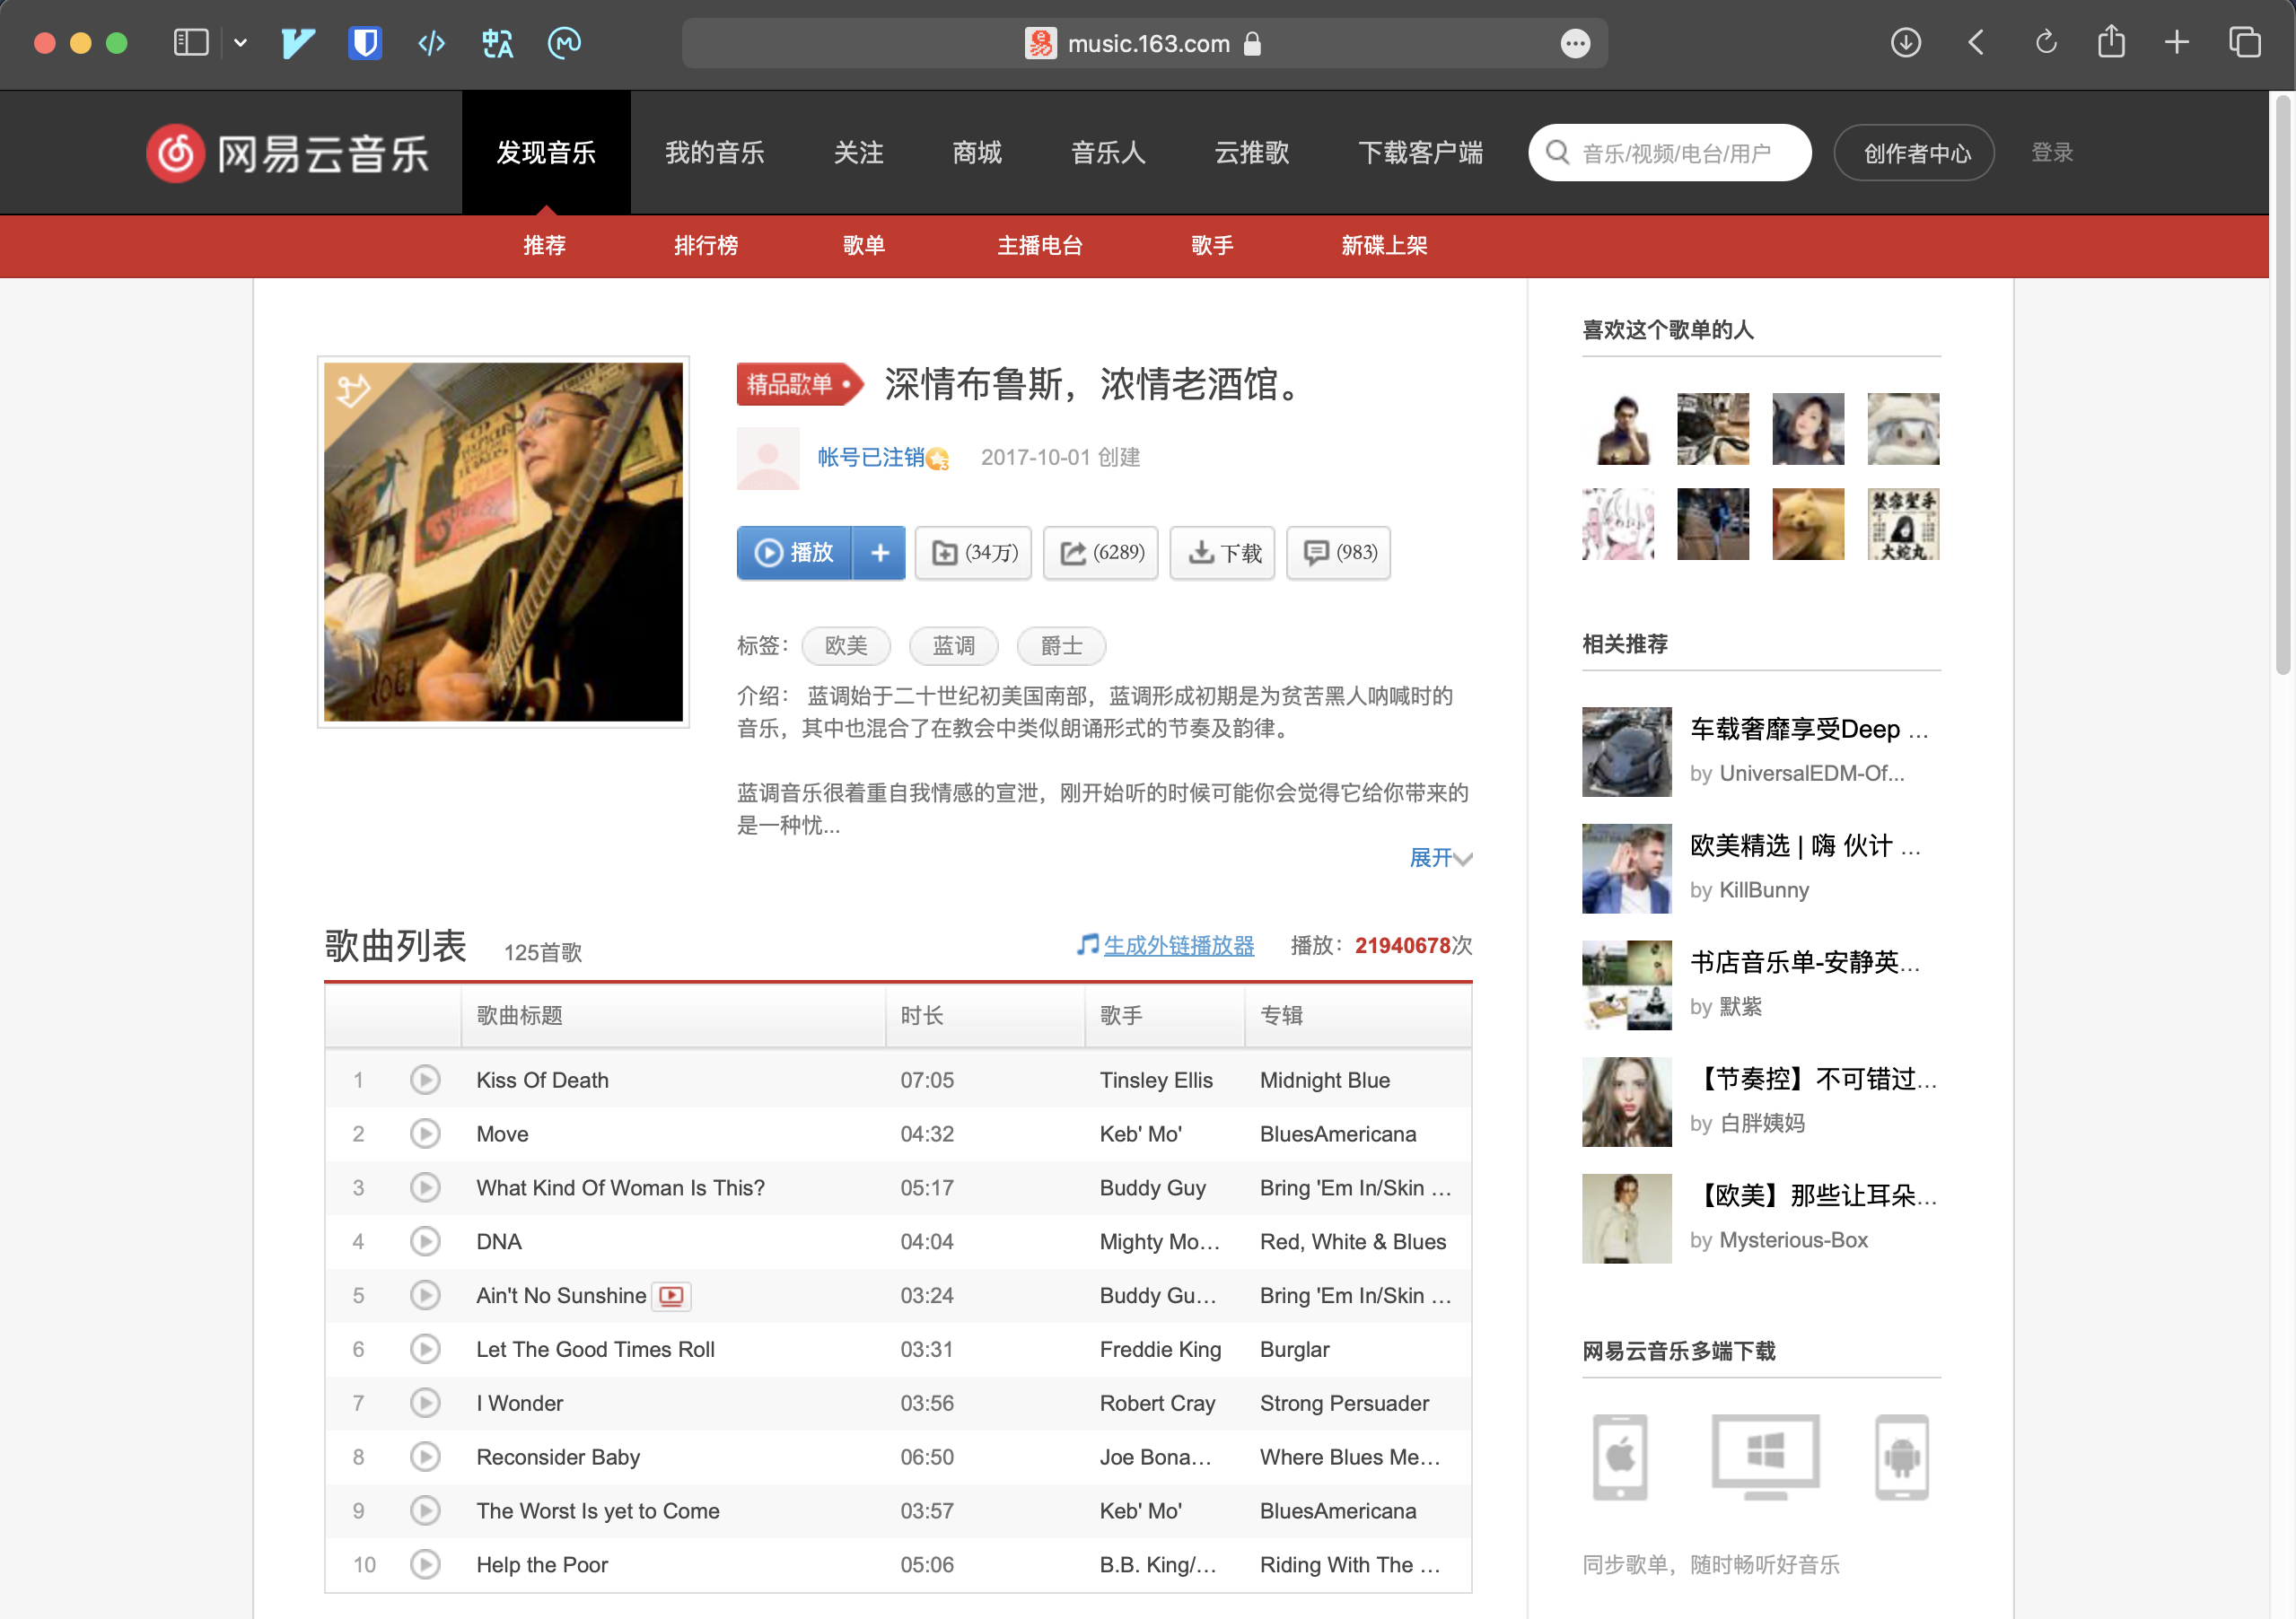 music.163.com
网易云音乐
发现音乐 我的音乐 关注 商城 音乐人 云推歌 下载客户端
音乐/视频/电台/用户
创作者中心 登录
推荐 排行榜 歌单 主播电台 歌手 新碟上架
精品歌单 深情布鲁斯，浓情老酒馆。
帐号已注销 2017-10-01 创建
播放 + (34万) (6289) 下载 (983)
标签： 欧美 蓝调 爵士
介绍： 蓝调始于二十世纪初美国南部，蓝调形成初期是为贫苦黑人呐喊时的
音乐，其中也混合了在教会中类似朗诵形式的节奏及韵律。
蓝调音乐很着重自我情感的宣泄，刚开始听的时候可能你会觉得它给你带来的
是一种忧...
展开
歌曲列表 125首歌 生成外链播放器 播放：21940678次
歌曲标题 时长 歌手 专辑
1 Kiss Of Death 07:05 Tinsley Ellis Midnight Blue
2 Move 04:32 Keb' Mo' BluesAmericana
3 What Kind Of Woman Is This? 05:17 Buddy Guy Bring 'Em In/Skin …
4 DNA 04:04 Mighty Mo… Red, White & Blues
5 Ain't No Sunshine 03:24 Buddy Gu… Bring 'Em In/Skin …
6 Let The Good Times Roll 03:31 Freddie King Burglar
7 I Wonder 03:56 Robert Cray Strong Persuader
8 Reconsider Baby 06:50 Joe Bona… Where Blues Me…
9 The Worst Is yet to Come 03:57 Keb' Mo' BluesAmericana
10 Help the Poor 05:06 B.B. King/… Riding With The …
喜欢这个歌单的人
整容圣手
大蛇丸
相关推荐
车载奢靡享受Deep …
by UniversalEDM-Of...
欧美精选 | 嗨 伙计 …
by KillBunny
书店音乐单-安静英…
by 默紫
【节奏控】不可错过…
by 白胖姨妈
【欧美】那些让耳朵…
by Mysterious-Box
网易云音乐多端下载
同步歌单，随时畅听好音乐